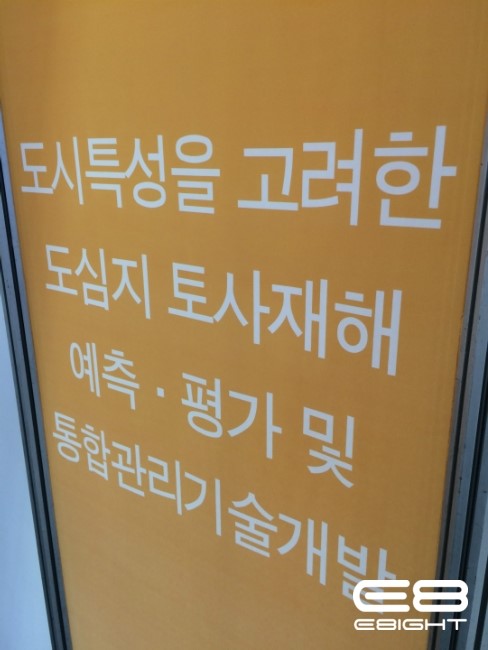 도시특성을 고려한
도심지 토사재해
예측·평가 및
통합관리기술개발
E8
E8IGHT